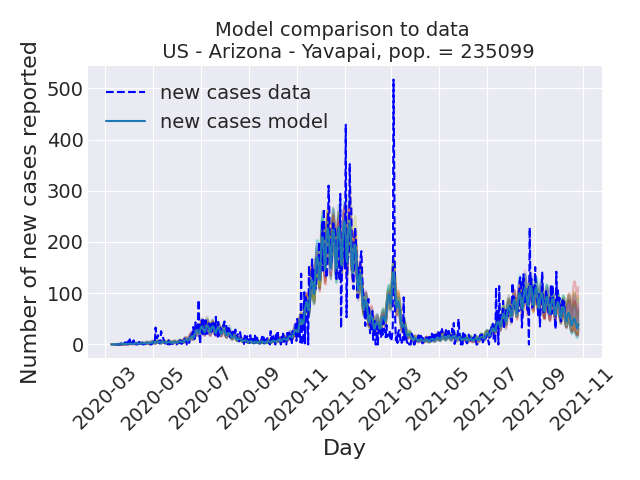 Model comparison to data
US - Arizona - Yavapai, pop. = 235099
Number of new cases reported
500
400
300
200
100
0
new cases data
new cases model
2020-03
2020-05
2020-07
2020-09
2020-11
2021-01
2021-03
2021-05
2021-07
2021-09
2021-11
Day